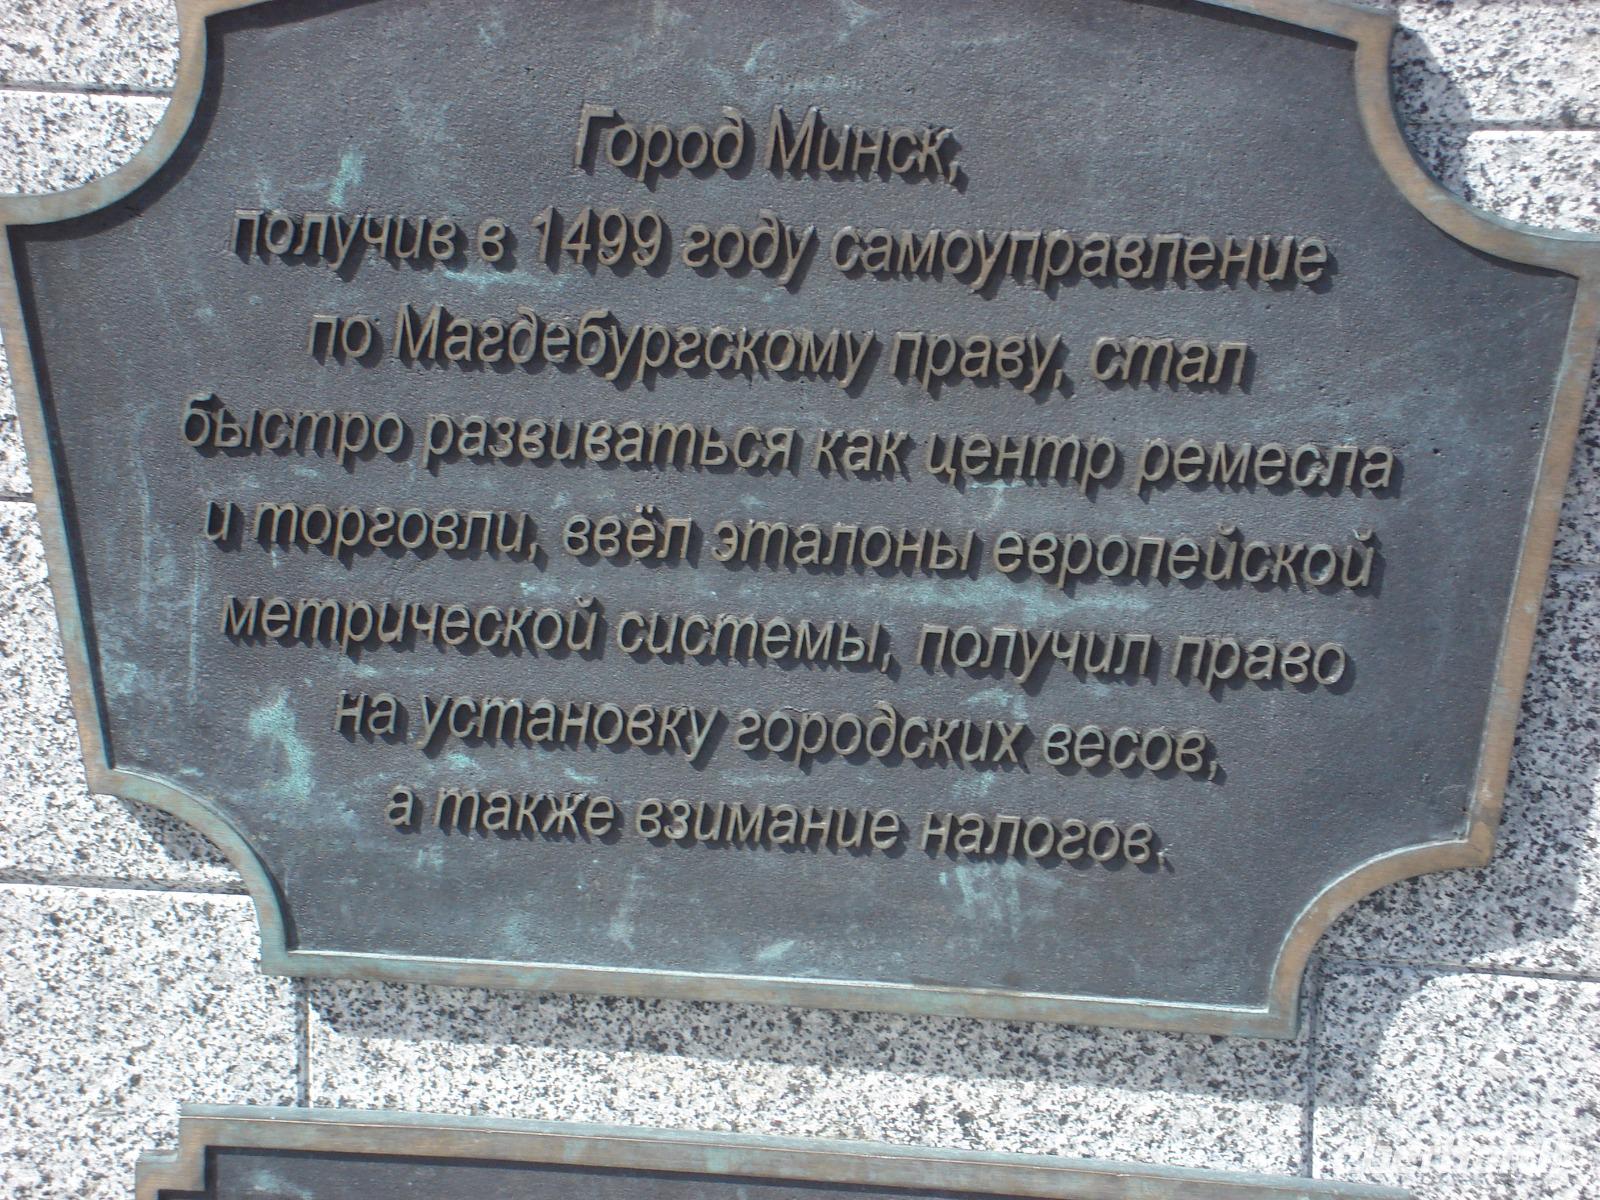 Город Минск,
получив в 1499 году самоуправление
по Магдебургскому праву, стал
быстро развиваться как центр ремесла
и торговли, ввёл эталоны европейской
метрической системы, получил право
на установку городских весов,
а также взимание налогов.